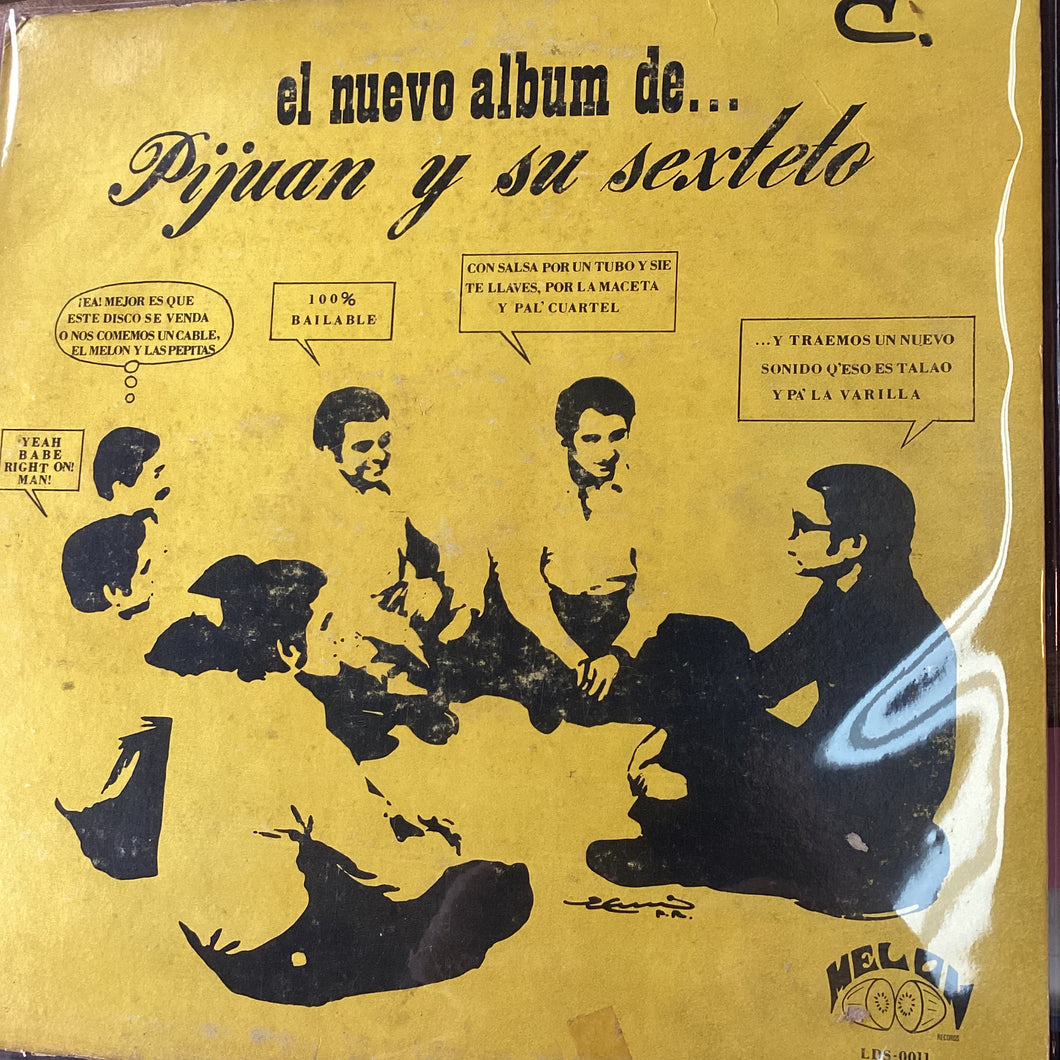 C.
el nuevo album de...
Pijuan y su sexteto
¡EA! MEJOR ES QUE
ESTE DISCO SE VENDA
O NOS COMEMOS UN CABLE,
EL MELON Y LAS PEPITAS
100%
BAILABLE
CON SALSA POR UN TUBO Y SIE
TE LLAVES, POR LA MACETA
Y PAL' CUARTEL
...Y TRAEMOS UN NUEVO
SONIDO Q'ESO ES TALAO
Y PA' LA VARILLA
YEAH
BABE
RIGHT ON!
MAN!
P.R.
MELON
RECORDS
LPS-0011